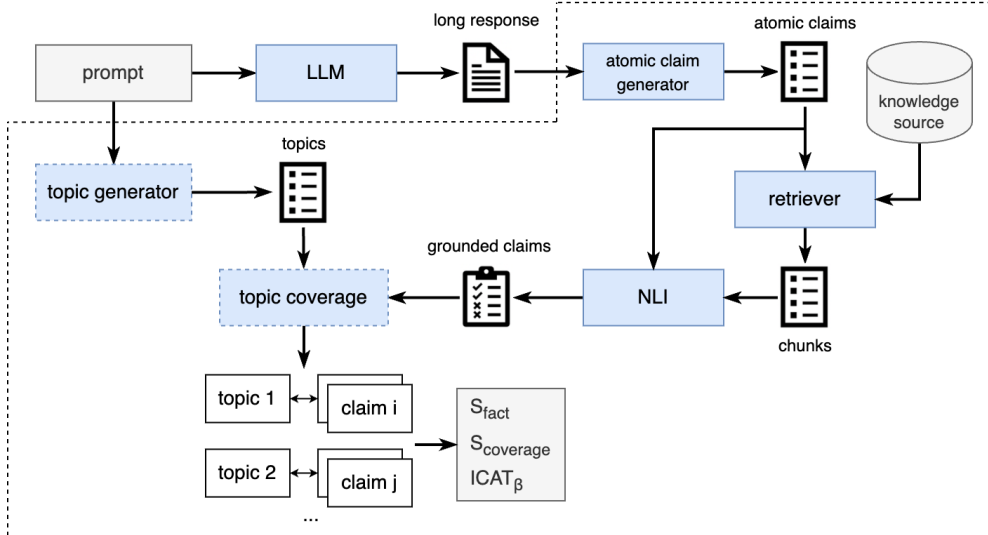 long response
atomic claims
prompt
LLM
atomic claim
generator
knowledge
source
topics
topic generator
retriever
grounded claims
topic coverage
NLI
chunks
topic 1
claim i
S_fact
S_coverage
ICAT_β
topic 2
claim j
...